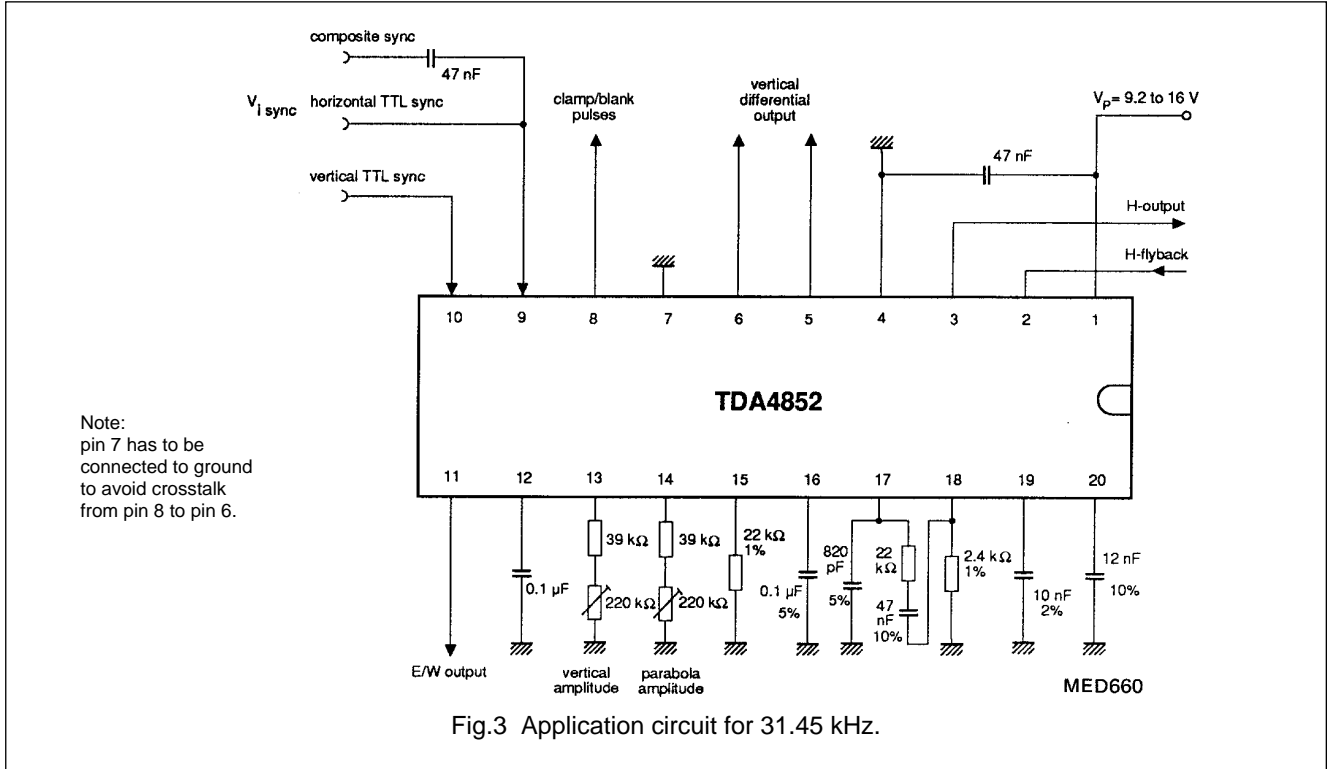 composite sync
47 nF
V i sync
horizontal TTL sync
vertical TTL sync
clamp/blank
pulses
vertical
differential
output
47 nF
VP = 9.2 to 16 V
H-output
H-flyback
10 9 8 7 6 5 4 3 2 1
TDA4852
Note:
pin 7 has to be
connected to ground
to avoid crosstalk
from pin 8 to pin 6.
11 12 13 14 15 16 17 18 19 20
0.1 µF
39 kΩ
220 kΩ
39 kΩ
220 kΩ
22 kΩ
1%
0.1 µF
5%
820
pF
5%
22
kΩ
47
nF
10%
2.4 kΩ
1%
10 nF
2%
12 nF
10%
E/W output
vertical
amplitude
parabola
amplitude
MED660
Fig.3 Application circuit for 31.45 kHz.